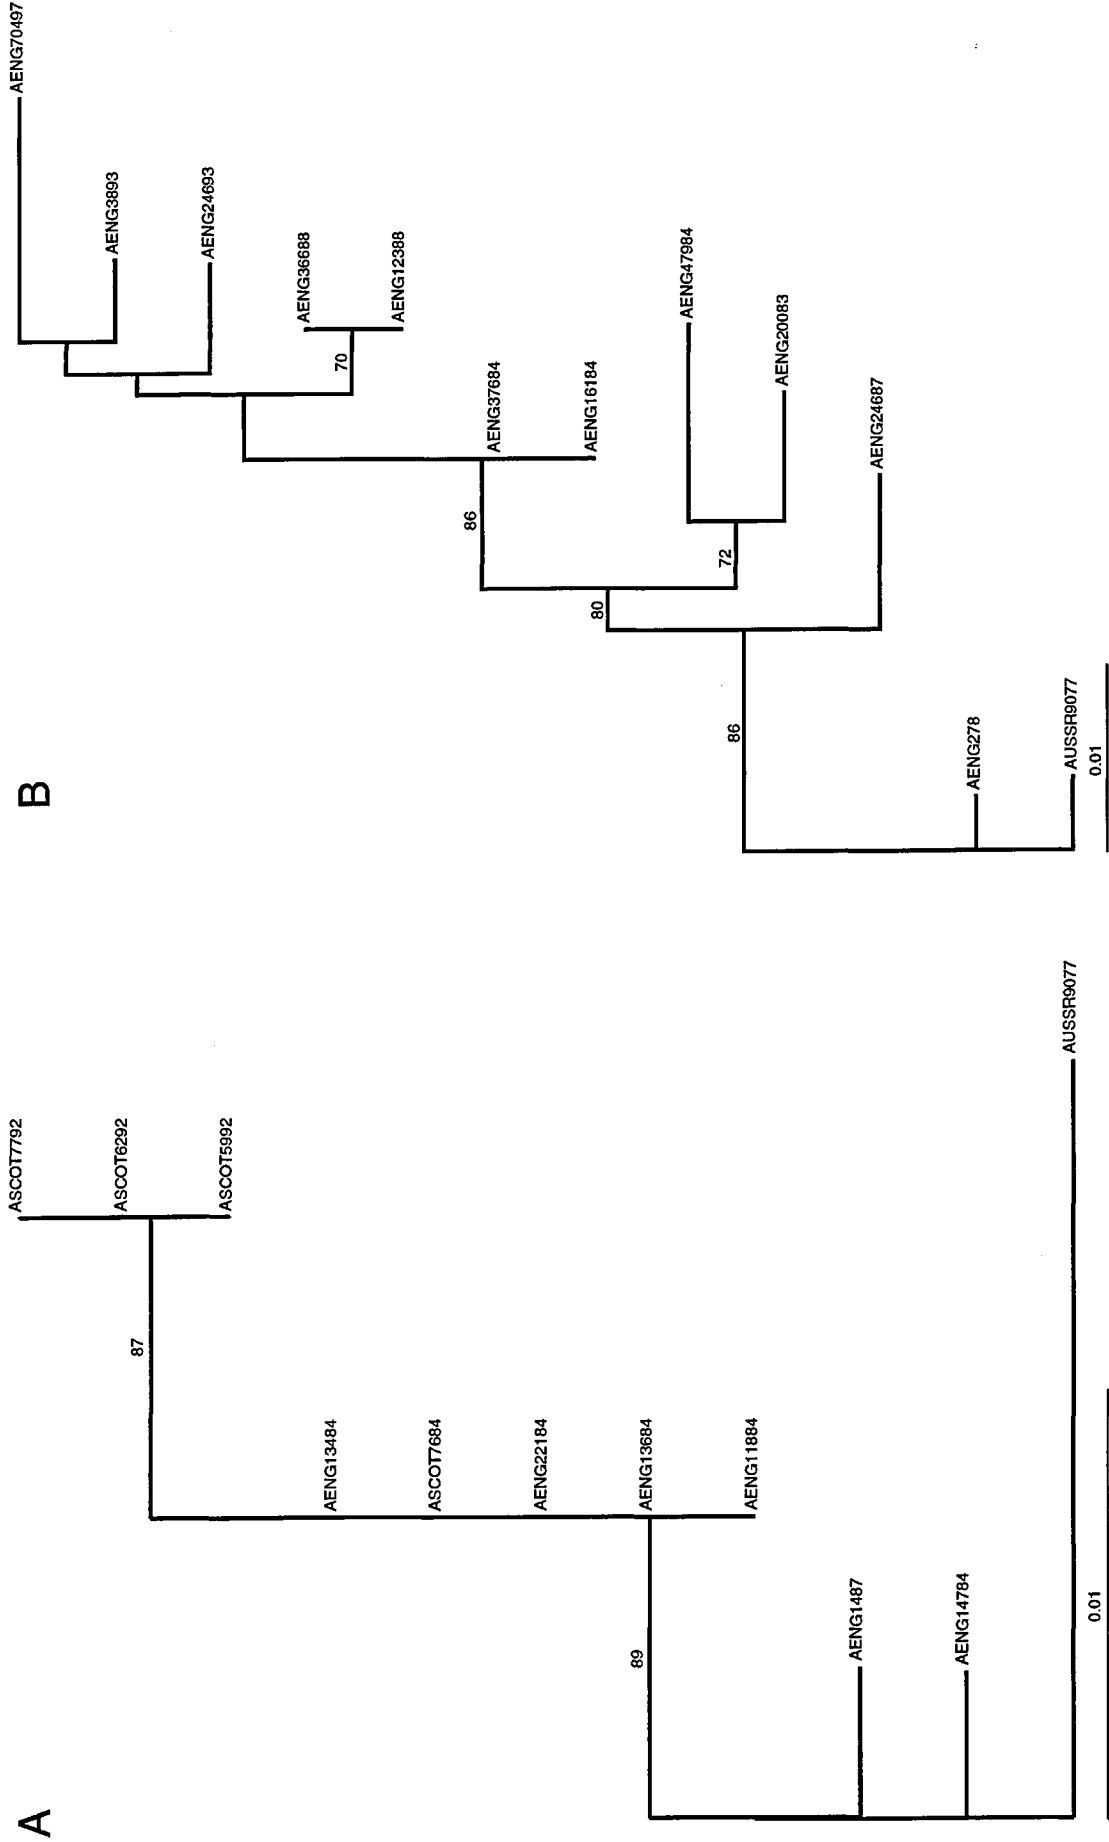 A
ASCOT7792
ASCOT6292
ASCOT5992
87
AENG13484
ASCOT7684
AENG22184
AENG13684
AENG11884
89
AENG1487
AENG14784
AUSSR9077
0.01
B
AENG70497
AENG3893
AENG24693
AENG36688
AENG12388
70
AENG37684
AENG16184
86
AENG47984
AENG20083
72
80
AENG24687
86
AENG278
AUSSR9077
0.01